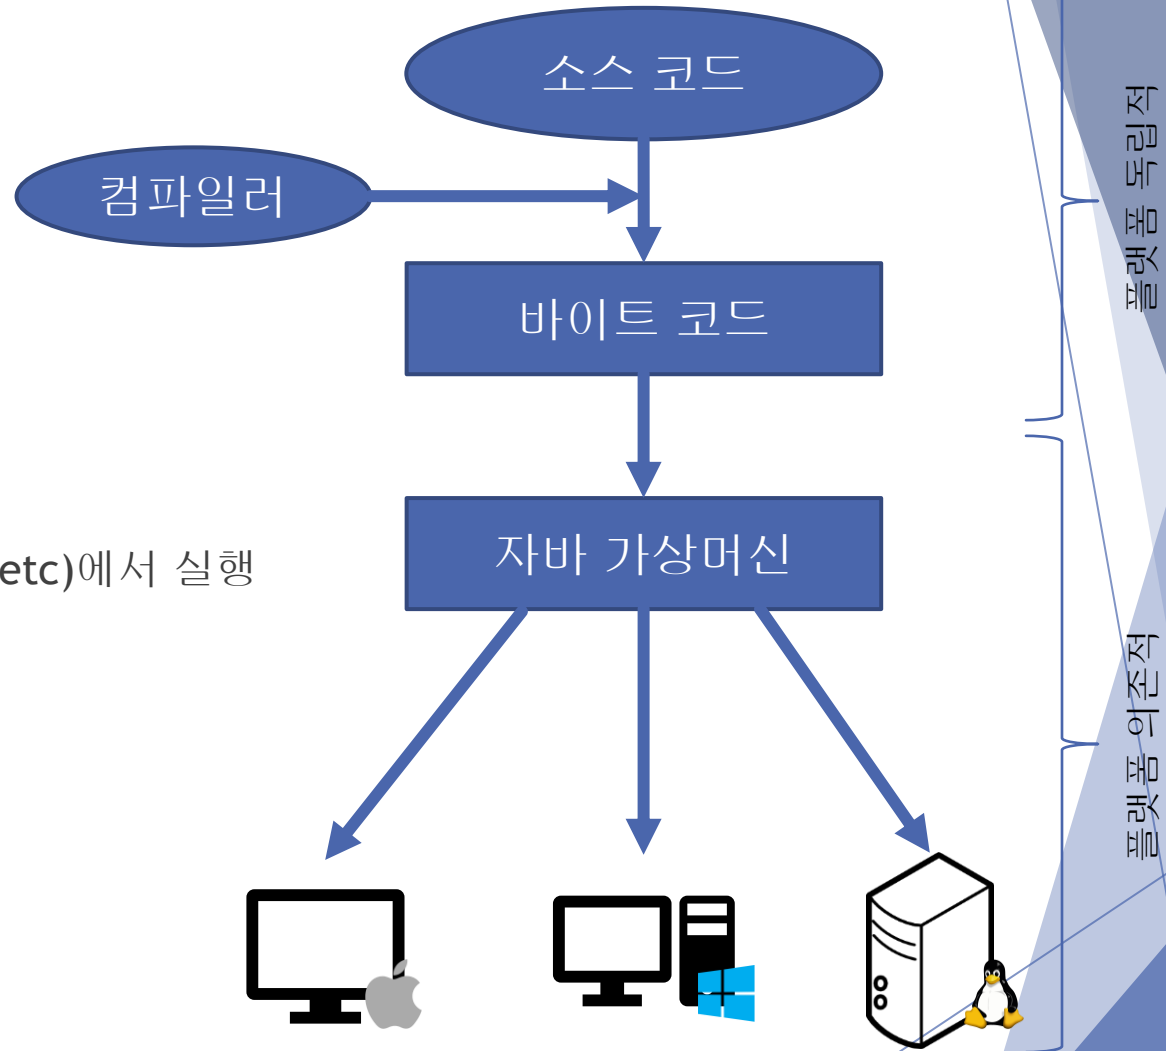 소스 코드
컴파일러
바이트 코드
etc)에서 실행
자바 가상머신
플랫폼 독립적
플랫폼 의존적